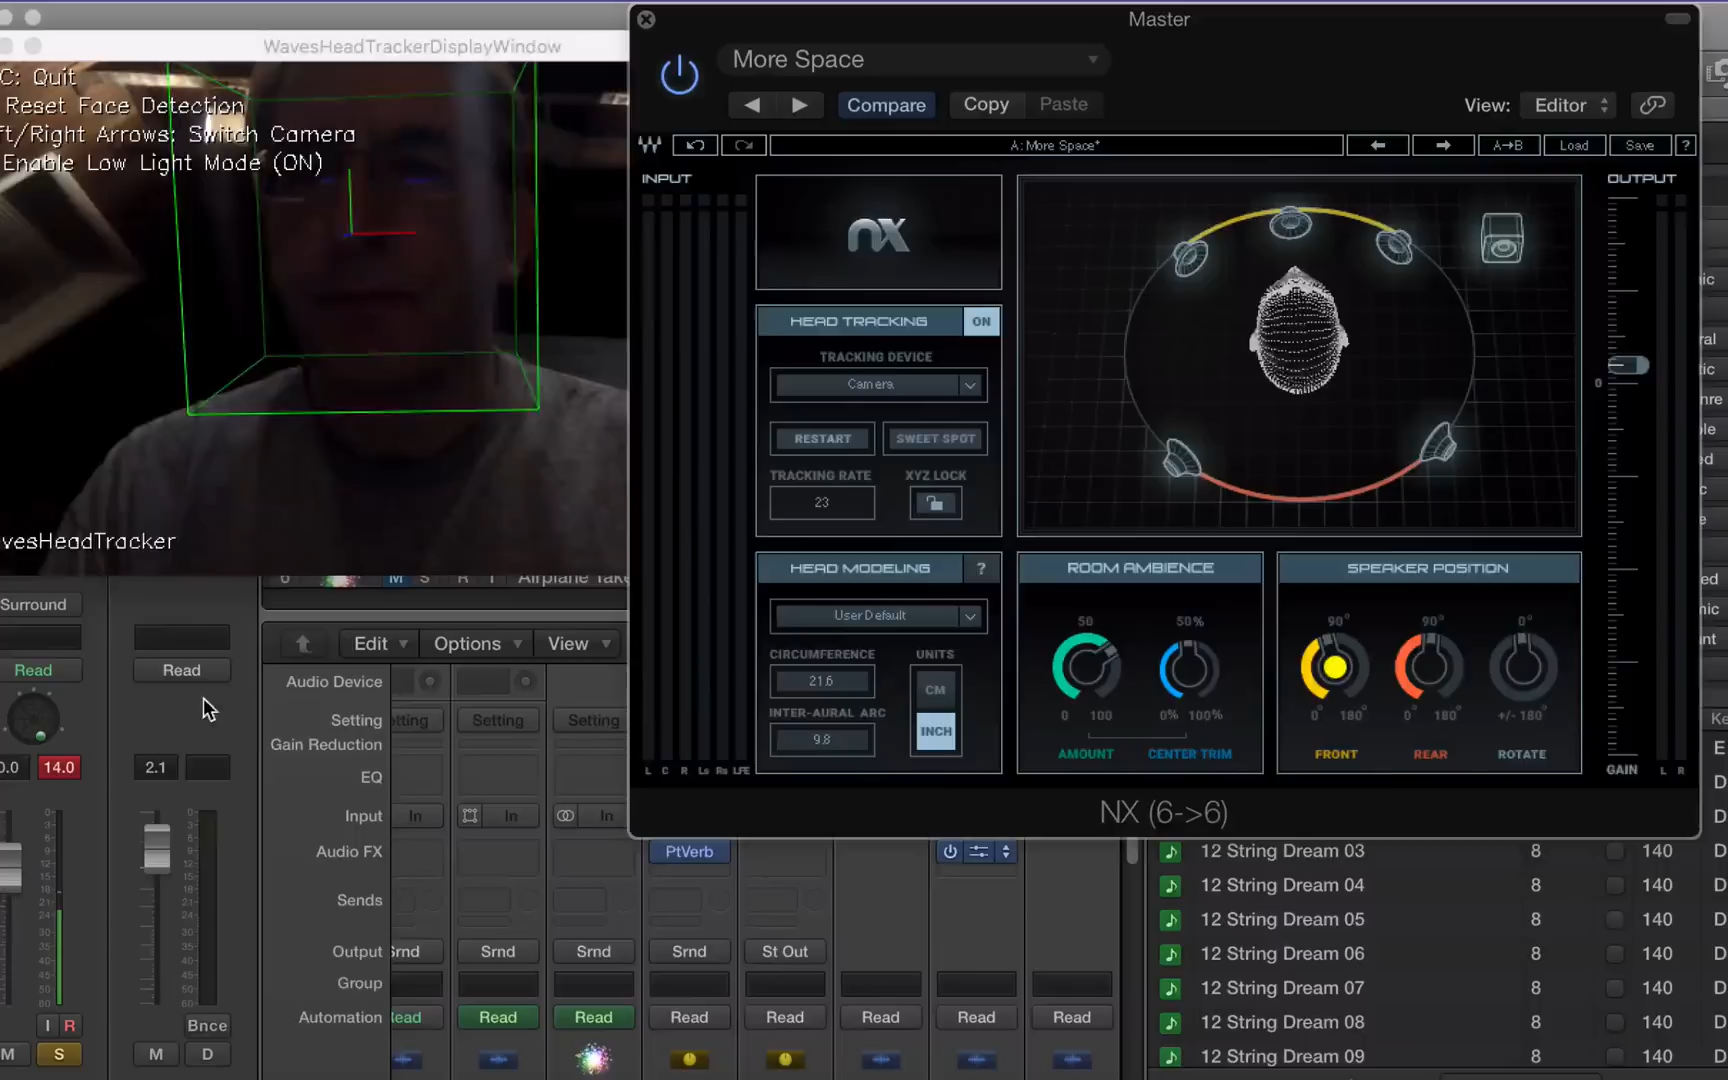 WavesHeadTrackerDisplayWindow
C: Quit
Reset Face Detection
ft/Right Arrows: Switch Camera
Enable Low Light Mode (ON)
vesHeadTracker
Master
More Space
Compare
Copy
Paste
View:
Editor
A:More Space*
A→B
Load
Save
?
INPUT
OUTPUT
nx
HEAD TRACKING
ON
TRACKING DEVICE
Camera
RESTART
SWEET SPOT
TRACKING RATE
XYZ LOCK
23
0
HEAD MODELING
?
User Default
CIRCUMFERENCE
UNITS
21.6
CM
INTER-AURAL ARC
INCH
9.8
ROOM AMBIENCE
50
50%
0 100
0% 100%
AMOUNT
CENTER TRIM
SPEAKER POSITION
90°
90°
0°
0° 180°
0° 180°
+/- 180°
FRONT
REAR
ROTATE
L C R Ls Rs LFE
GAIN
L R
NX (6->6)
Surround
Read
Read
0.0
14.0
2.1
I R
Bnce
M
S
M
D
6
M
S
R
I
Airplane Take
Edit
Options
View
Audio Device
Setting
etting
Setting
Setting
Gain Reduction
EQ
Input
In
In
In
Audio FX
PtVerb
Sends
Output
Srnd
Srnd
Srnd
Srnd
St Out
Group
Automation
ead
Read
Read
Read
Read
Read
Read
Read
12 String Dream 03 8 140
12 String Dream 04 8 140 D
12 String Dream 05 8 140 D
12 String Dream 06 8 140 D
12 String Dream 07 8 140 D
12 String Dream 08 8 140 D
12 String Dream 09 8 140 D